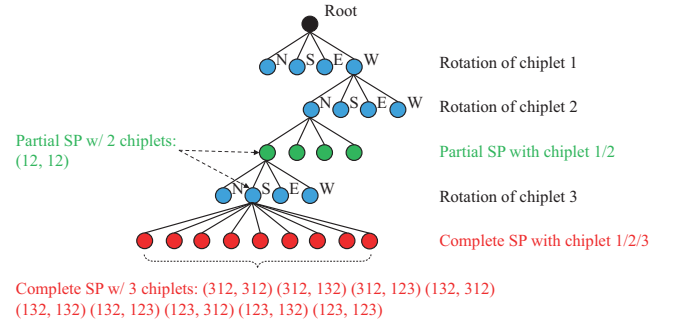 Root
N S E W
Rotation of chiplet 1
N S E W
Rotation of chiplet 2
Partial SP w/ 2 chiplets:
(12, 12)
Partial SP with chiplet 1/2
N S E W
Rotation of chiplet 3
Complete SP with chiplet 1/2/3
Complete SP w/ 3 chiplets: (312, 312) (312, 132) (312, 123) (132, 312)
(132, 132) (132, 123) (123, 312) (123, 132) (123, 123)